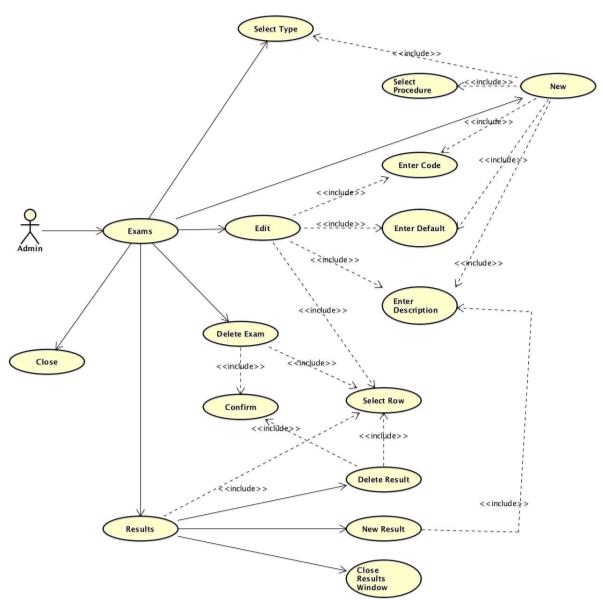 Select Type
<<include>>
Select
Procedure
<<include>>
New
<<include>>
Enter Code
<<include>>
<<include>>
Admin
Exams
Edit
<<include>>
Enter Default
<<include>>
<<include>>
Enter
Description
<<include>>
Delete Exam
Close
<<include>>
<<include>>
Confirm
Select Row
<<include>>
<<include>>
Delete Result
<<include>>
<<include>>
Results
New Result
Close
Results
Window